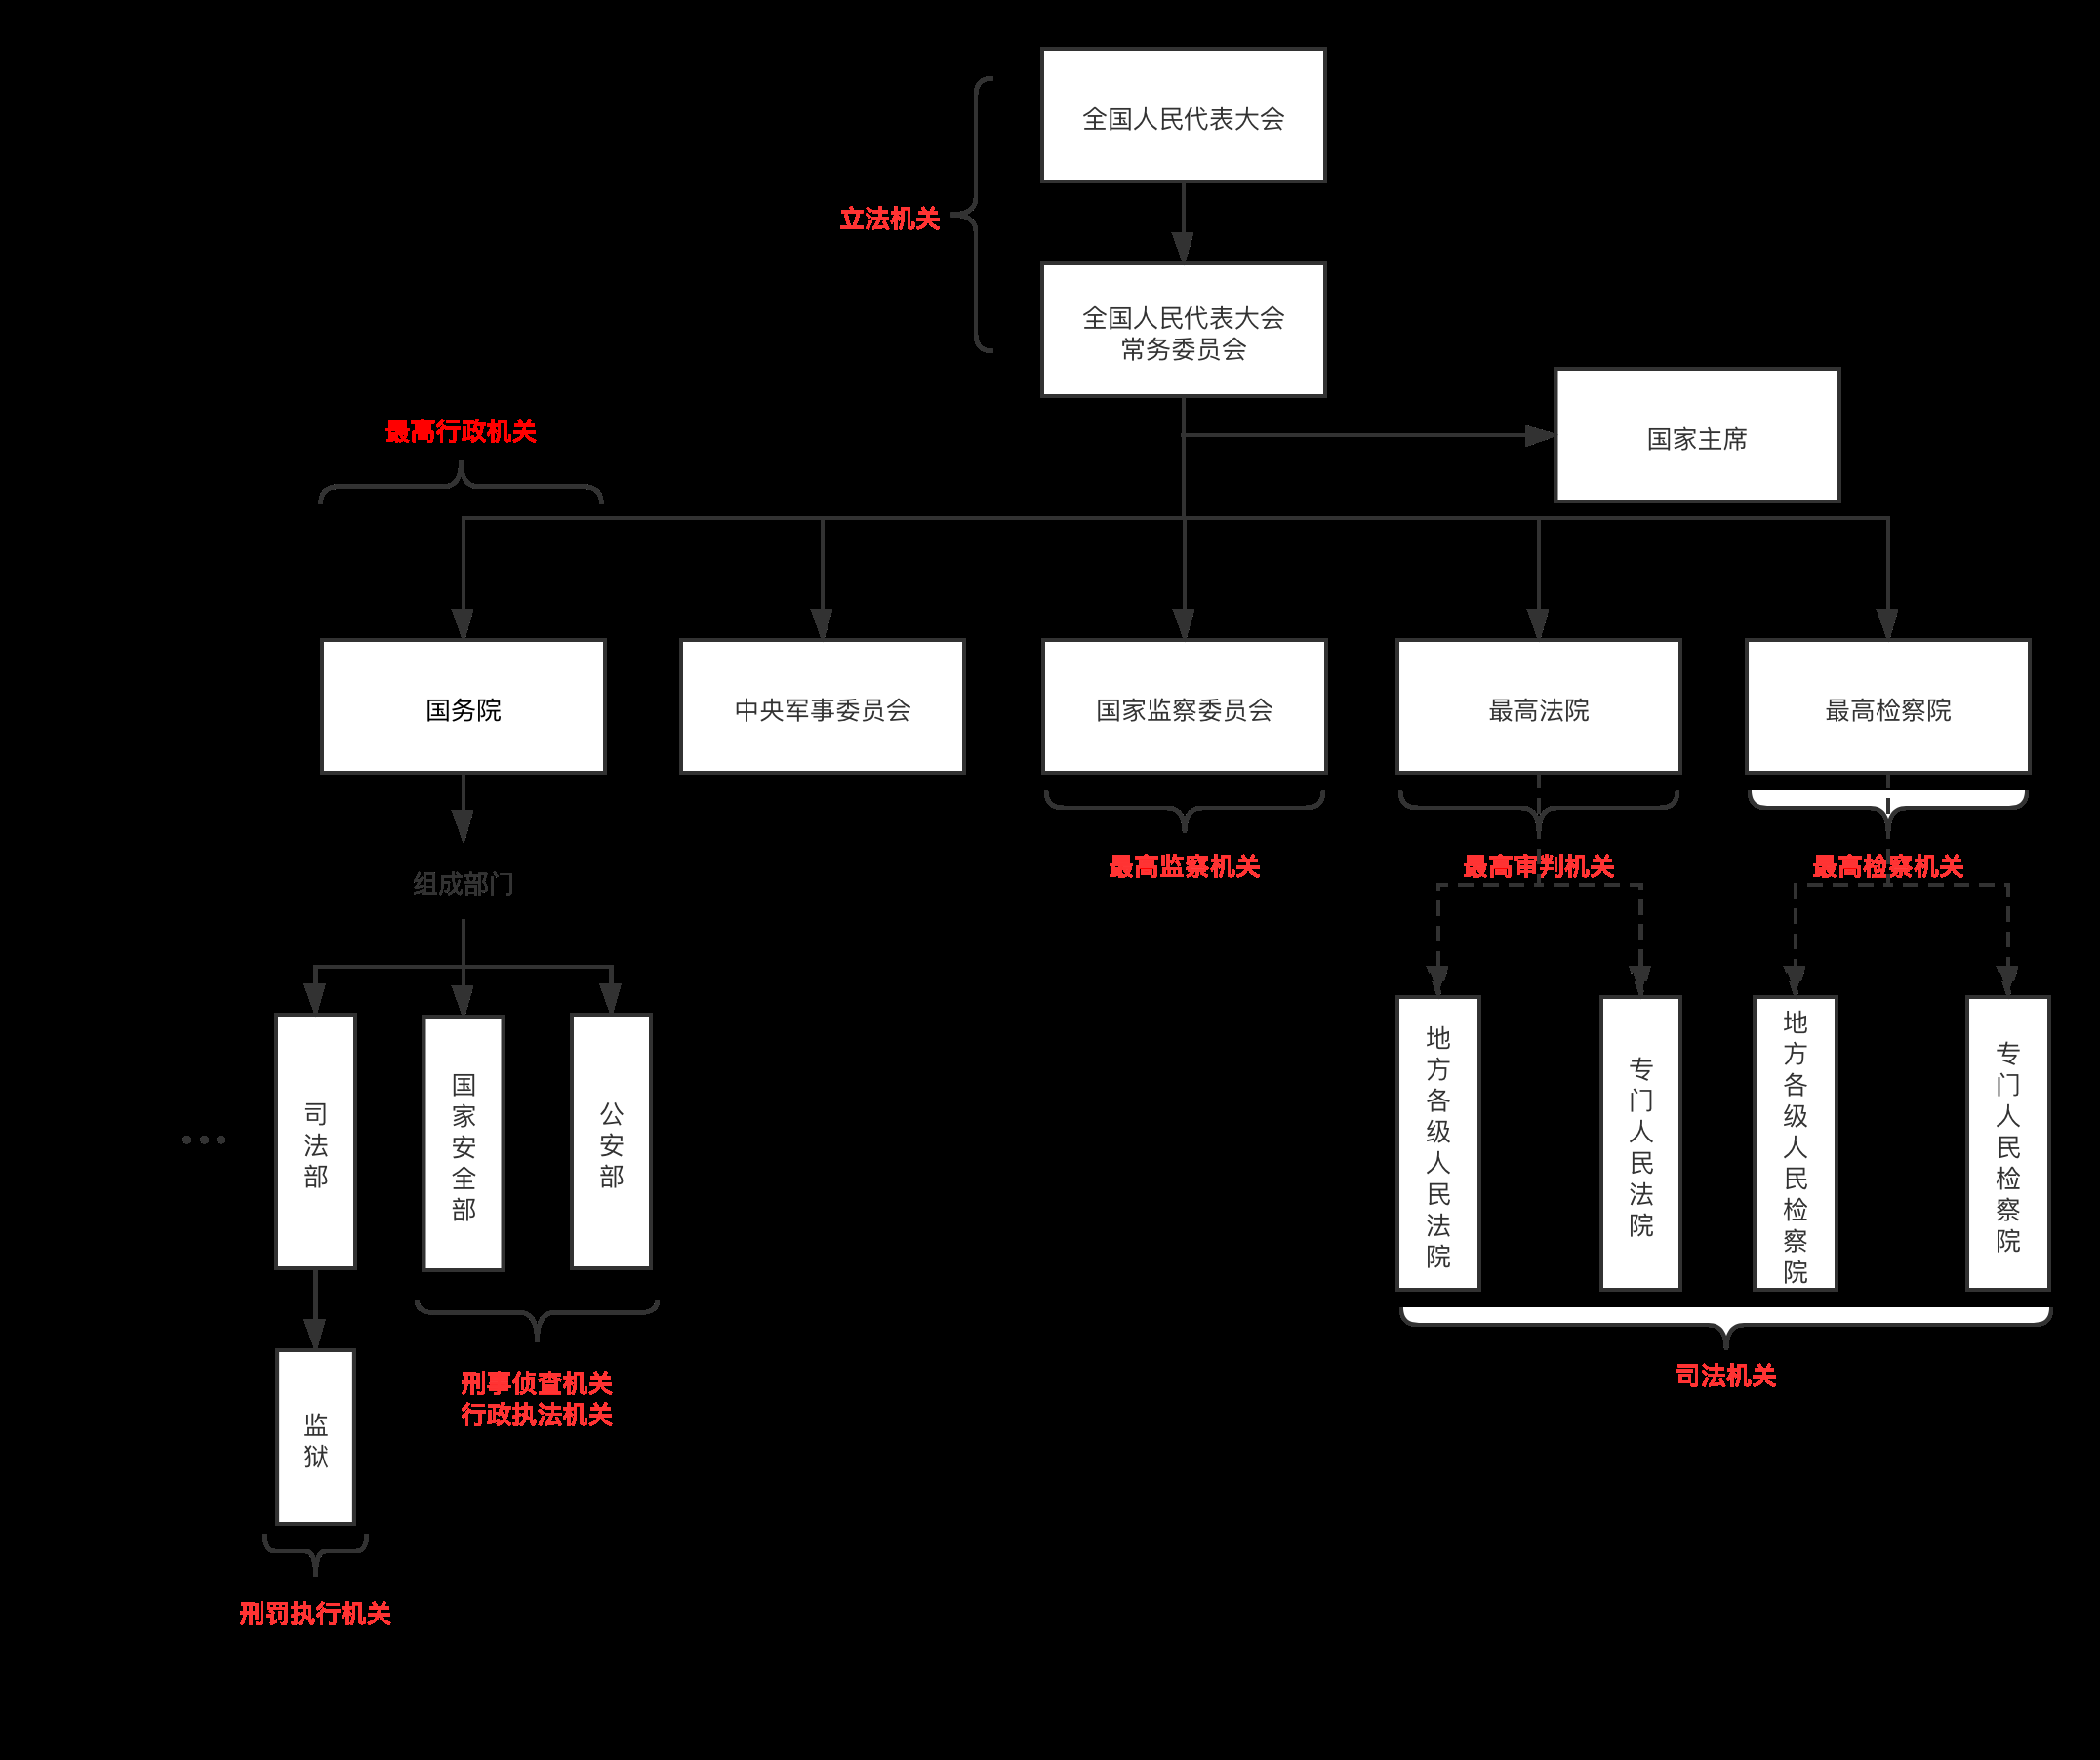 全国人民代表大会
立法机关
全国人民代表大会
常务委员会
国家主席
最高行政机关
国务院
中央军事委员会
国家监察委员会
最高法院
最高检察院
最高监察机关
最高审判机关
最高检察机关
组成部门
...
司法部
国家安全部
公安部
地方各级人民法院
专门人民法院
地方各级人民检察院
专门人民检察院
刑事侦查机关
行政执法机关
司法机关
监狱
刑罚执行机关